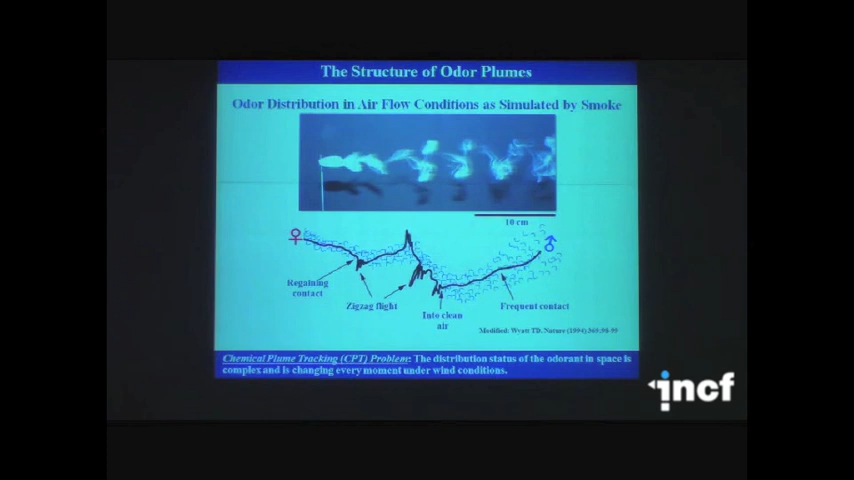 The Structure of Odor Plumes
Odor Distribution in Air Flow Conditions as Simulated by Smoke
10 cm
♀
♂
Regaining
contact
Zigzag flight
Into clean
air
Frequent contact
Modified: Wyatt TD. Nature (1994) 369:98-99
Chemical Plume Tracking (CPT) Problem: The distribution status of the odorant in space is
complex and is changing every moment under wind conditions.
incf